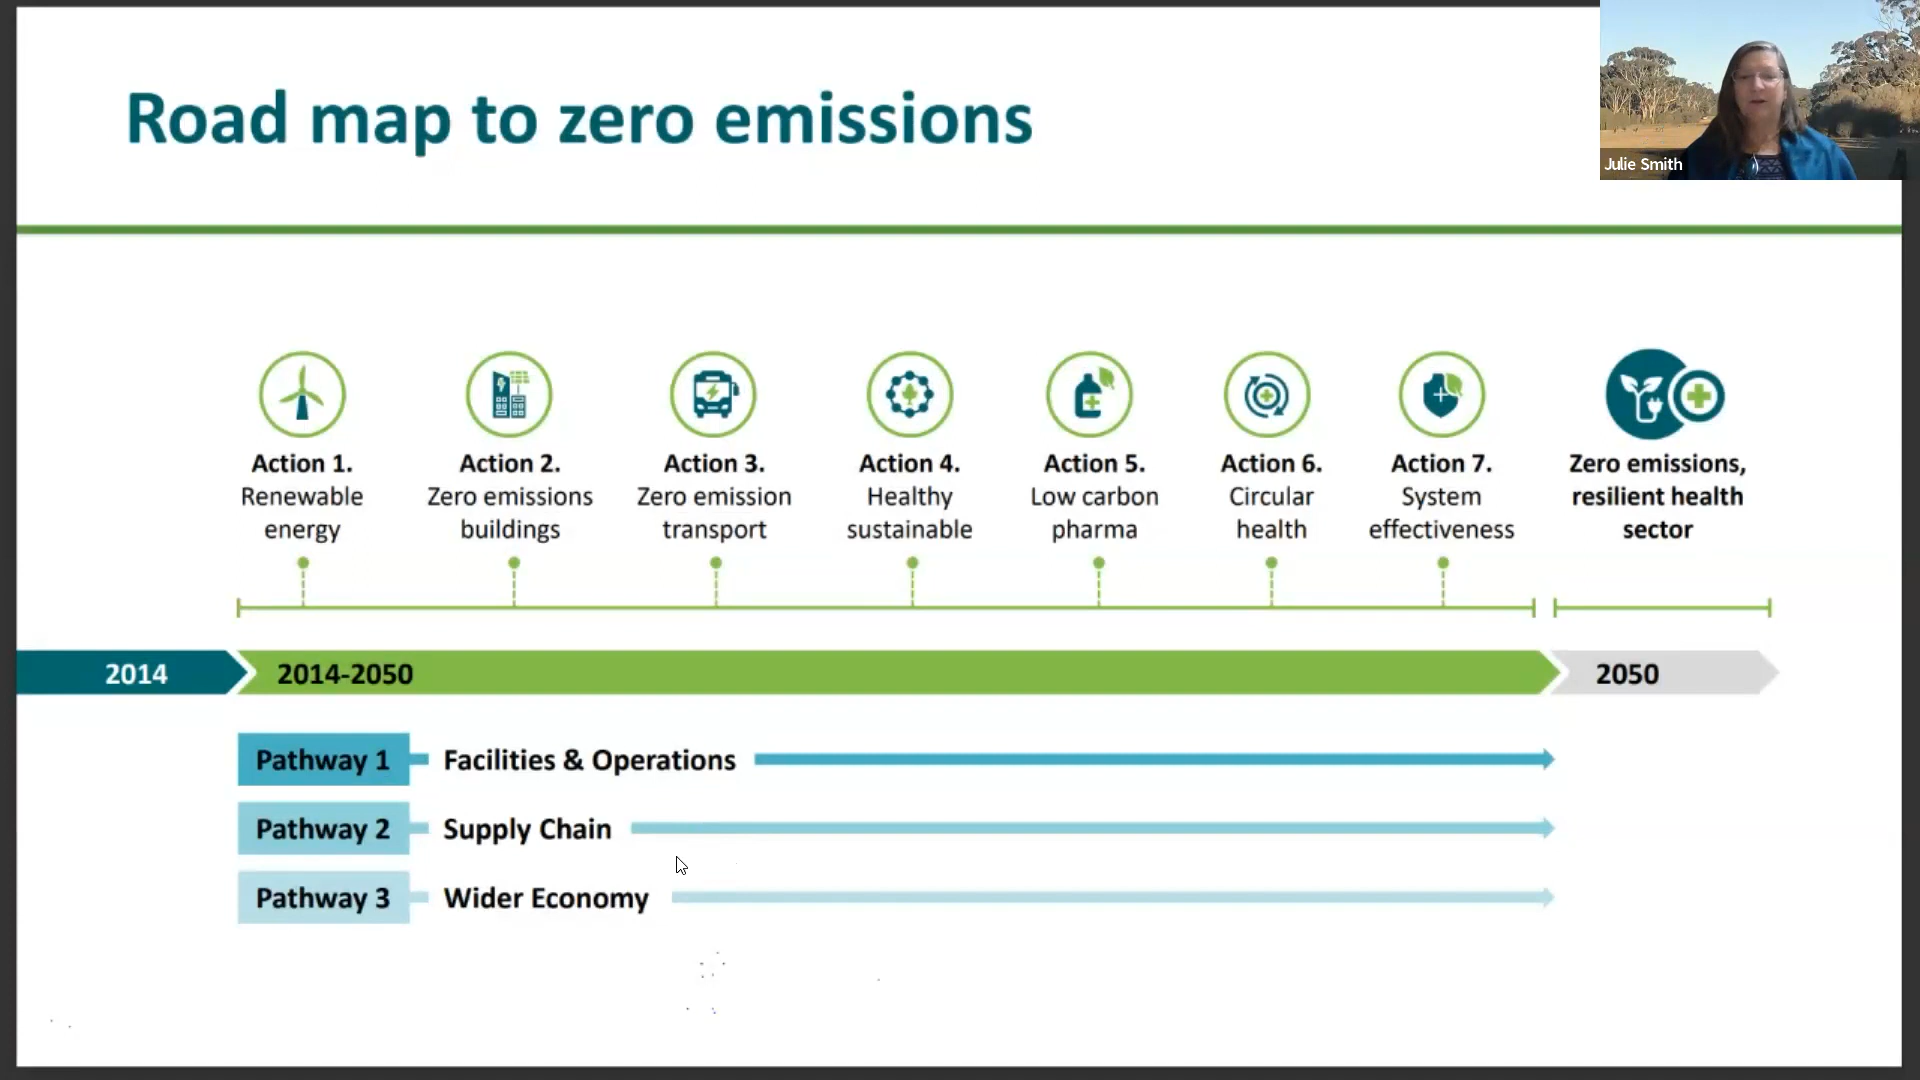 Road map to zero emissions
Julie Smith
Action 1.
Renewable
energy
Action 2.
Zero emissions
buildings
Action 3.
Zero emission
transport
Action 4.
Healthy
sustainable
Action 5.
Low carbon
pharma
Action 6.
Circular
health
Action 7.
System
effectiveness
Zero emissions,
resilient health
sector
2014
2014-2050
2050
Pathway 1
Facilities & Operations
Pathway 2
Supply Chain
Pathway 3
Wider Economy